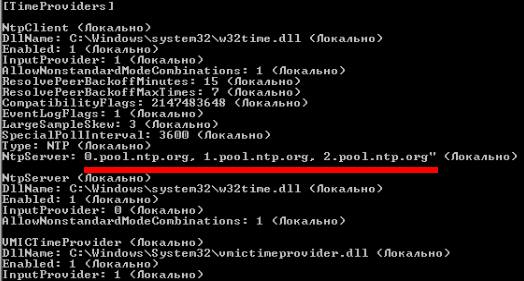 [TimeProviders]
NtpClient (Локально)
DllName: C:\Windows\system32\w32time.dll (Локально)
Enabled: 1 (Локально)
InputProvider: 1 (Локально)
AllowNonstandardModeCombinations: 1 (Локально)
ResolvePeerBackoffMinutes: 15 (Локально)
ResolvePeerBackoffMaxTimes: 7 (Локально)
CompatibilityFlags: 2147483648 (Локально)
EventLogFlags: 1 (Локально)
LargeSampleSkew: 3 (Локально)
SpecialPollInterval: 3600 (Локально)
Type: NTP (Локально)
NtpServer: 0.pool.ntp.org, 1.pool.ntp.org, 2.pool.ntp.org" (Локально)
NtpServer (Локально)
DllName: C:\Windows\system32\w32time.dll (Локально)
Enabled: 1 (Локально)
InputProvider: 0 (Локально)
AllowNonstandardModeCombinations: 1 (Локально)
VMICTimeProvider (Локально)
DllName: C:\Windows\System32\vmictimeprovider.dll (Локально)
Enabled: 1 (Локально)
InputProvider: 1 (Локально)